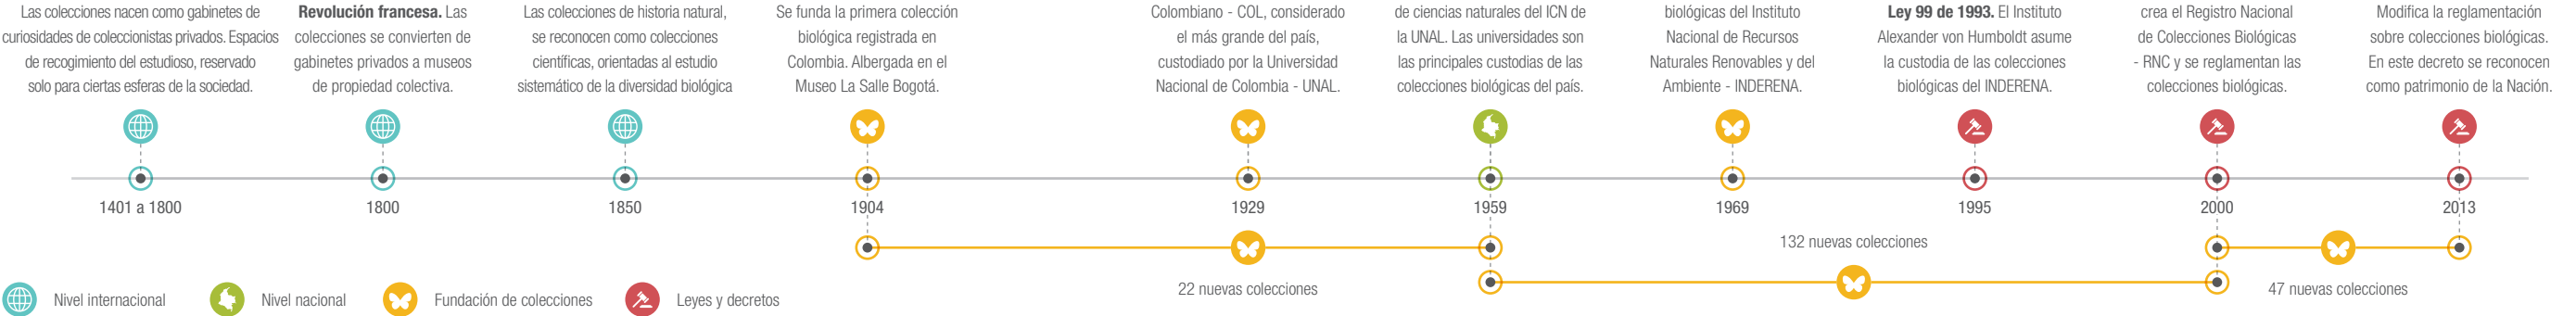 Las colecciones nacen como gabinetes de
curiosidades de coleccionistas privados. Espacios
de recogimiento del estudioso, reservado
solo para ciertas esferas de la sociedad.
Revolución francesa. Las
colecciones se convierten de
gabinetes privados a museos
de propiedad colectiva.
Las colecciones de historia natural,
se reconocen como colecciones
científicas, orientadas al estudio
sistemático de la diversidad biológica
Se funda la primera colección
biológica registrada en
Colombia. Albergada en el
Museo La Salle Bogotá.
Colombiano - COL, considerado
el más grande del país,
custodiado por la Universidad
Nacional de Colombia - UNAL.
de ciencias naturales del ICN de
la UNAL. Las universidades son
las principales custodias de las
colecciones biológicas del país.
biológicas del Instituto
Nacional de Recursos
Naturales Renovables y del
Ambiente - INDERENA.
Ley 99 de 1993. El Instituto
Alexander von Humboldt asume
la custodia de las colecciones
biológicas del INDERENA.
crea el Registro Nacional
de Colecciones Biológicas
- RNC y se reglamentan las
colecciones biológicas.
Modifica la reglamentación
sobre colecciones biológicas.
En este decreto se reconocen
como patrimonio de la Nación.
1401 a 1800
1800
1850
1904
1929
1959
1969
1995
2000
2013
22 nuevas colecciones
132 nuevas colecciones
47 nuevas colecciones
Nivel internacional
Nivel nacional
Fundación de colecciones
Leyes y decretos